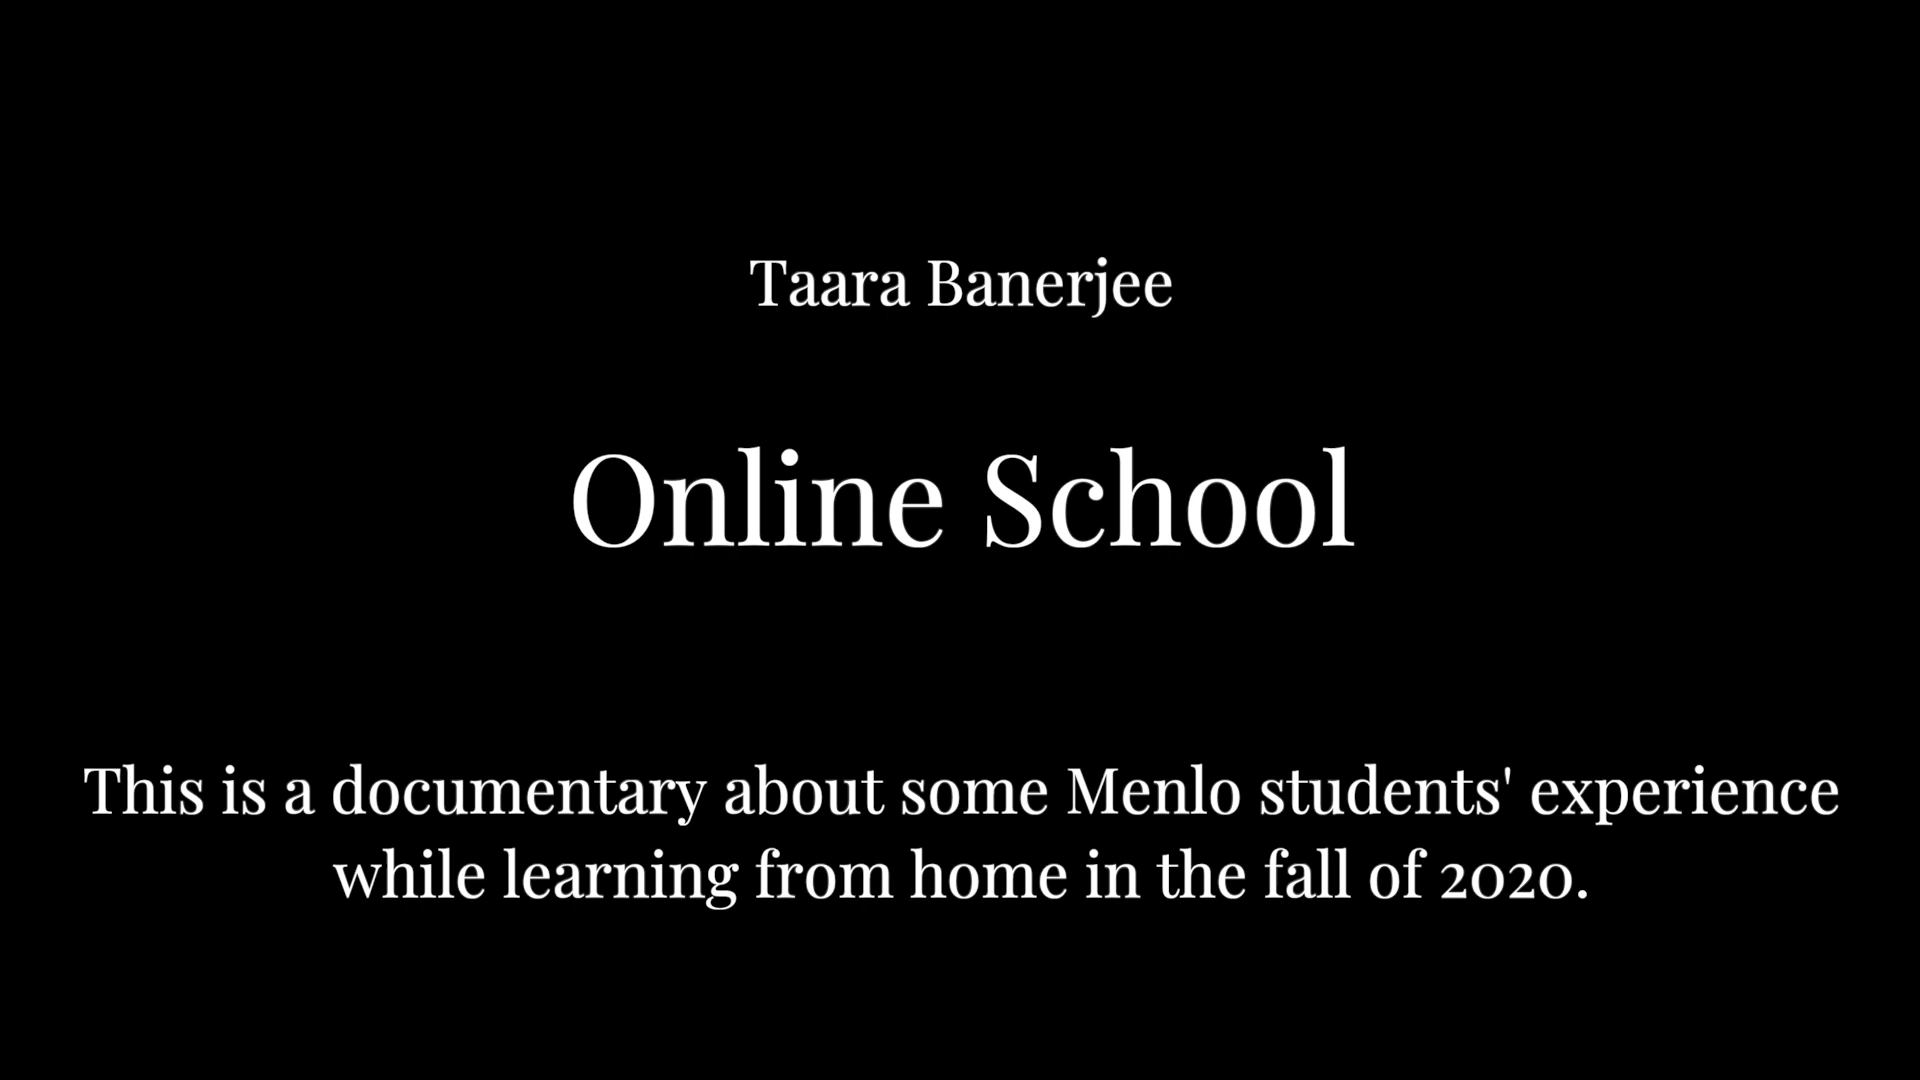 Taara Banerjee
Online School
This is a documentary about some Menlo students' experience
while learning from home in the fall of 2020.